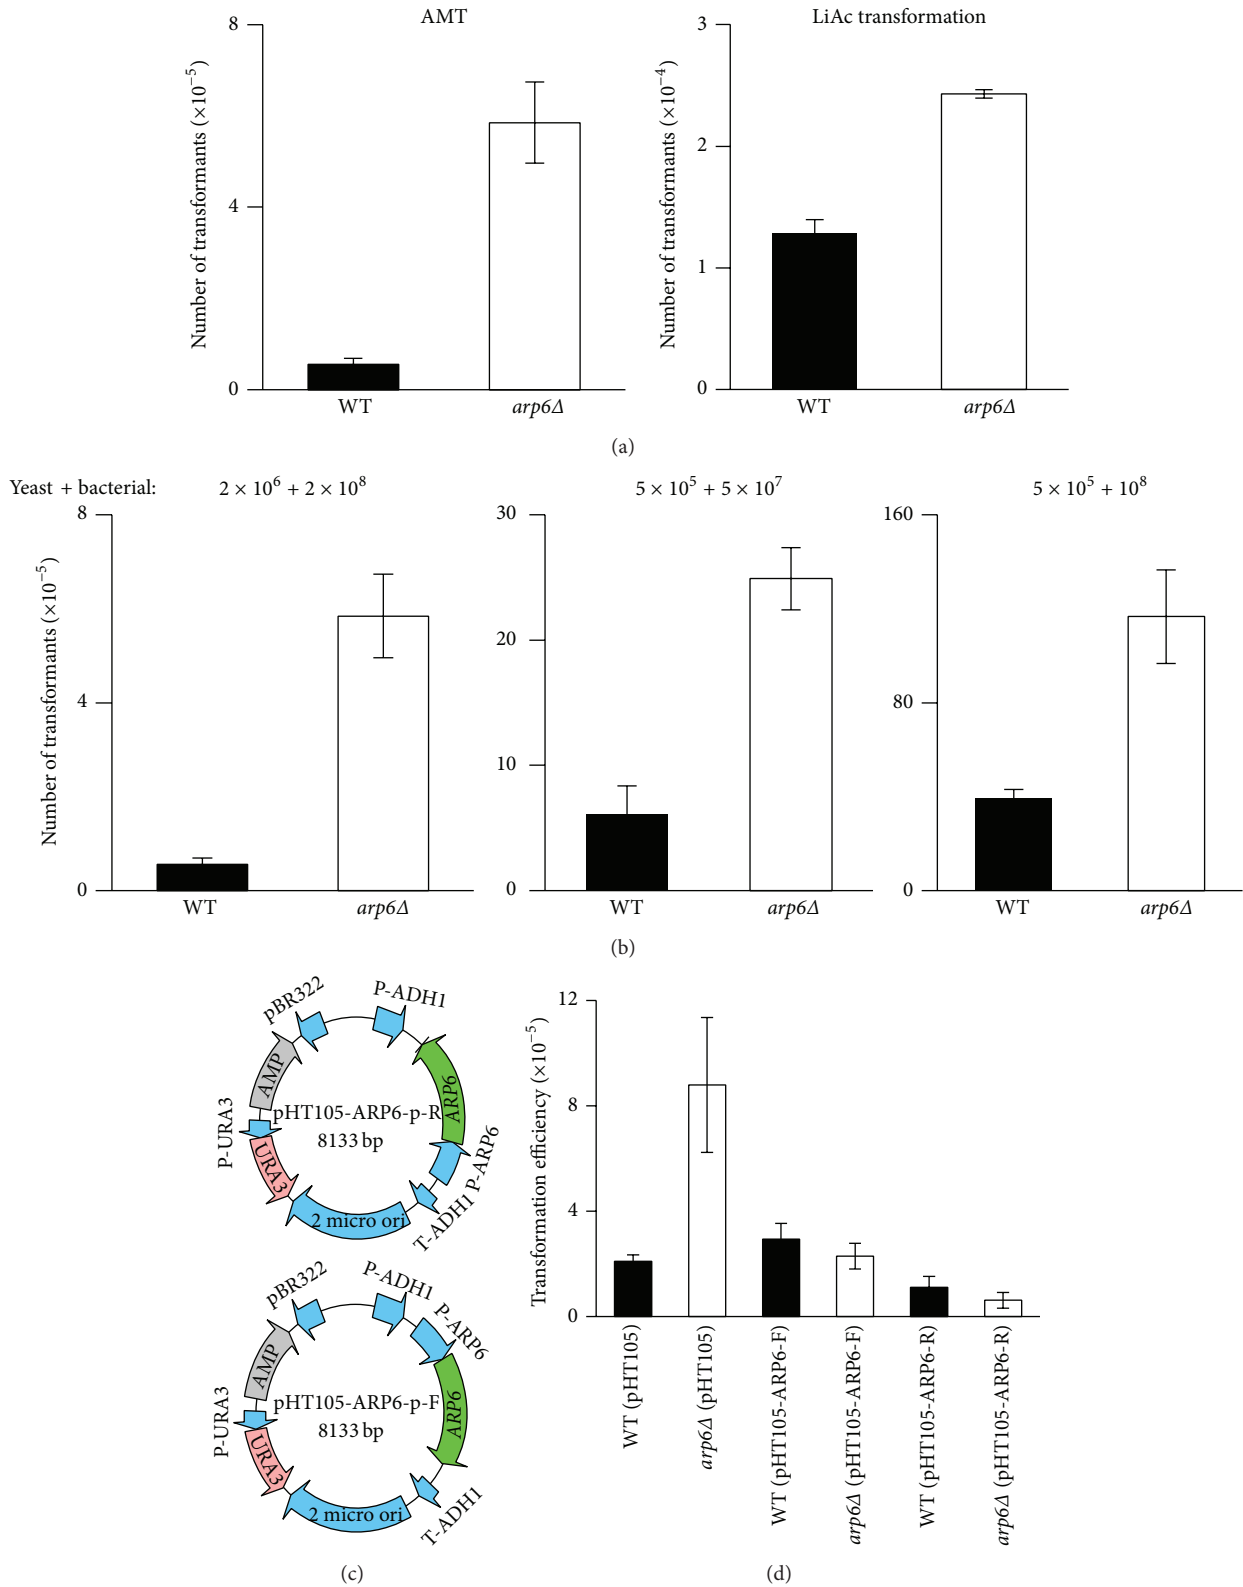 AMT
LiAc transformation
Number of transformants (×10⁻⁵)
8
4
0
WT
arp6Δ
Number of transformants (×10⁻⁴)
3
2
1
0
WT
arp6Δ
(a)
Yeast + bacterial:
2 × 10⁶ + 2 × 10⁸
5 × 10⁵ + 5 × 10⁷
5 × 10⁵ + 10⁸
Number of transformants (×10⁻⁵)
8
4
0
WT
arp6Δ
30
20
10
0
WT
arp6Δ
160
80
0
WT
arp6Δ
(b)
pBR322
P-ADH1
AMP
ARP6
P-URA3
pHT105-ARP6-p-R
8133 bp
URA3
P-ARP6
T-ADH1
2 micro ori
pBR322
P-ADH1
P-ARP6
AMP
P-URA3
pHT105-ARP6-p-F
8133 bp
ARP6
URA3
2 micro ori
T-ADH1
(c)
Transformation efficiency (×10⁻⁵)
12
8
4
0
WT (pHT105)
arp6Δ (pHT105)
WT (pHT105-ARP6-F)
arp6Δ (pHT105-ARP6-F)
WT (pHT105-ARP6-R)
arp6Δ (pHT105-ARP6-R)
(d)